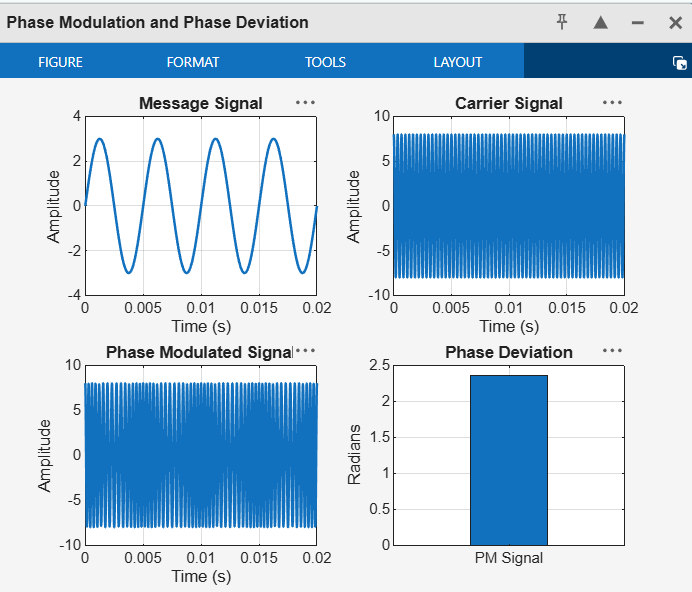 Phase Modulation and Phase Deviation
FIGURE FORMAT TOOLS LAYOUT
Message Signal
4
2
0
-2
-4
Amplitude
0 0.005 0.01 0.015 0.02
Time (s)
Carrier Signal
10
5
0
-5
-10
Amplitude
0 0.005 0.01 0.015 0.02
Time (s)
Phase Modulated Signal
10
5
0
-5
-10
Amplitude
0 0.005 0.01 0.015 0.02
Time (s)
Phase Deviation
2.5
2
1.5
1
0.5
0
Radians
PM Signal